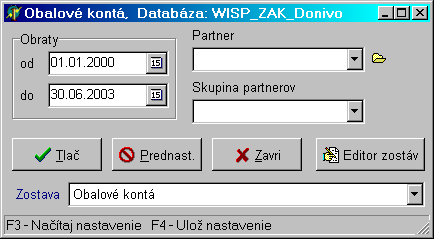 Obalové kontá, Databáza: WISP_ZAK_Donivo
Obraty
od 01.01.2000 15
do 30.06.2003 15
Partner
Skupina partnerov
Tlač Prednast. Zavri Editor zostáv
Zostava Obalové kontá
F3 - Načítaj nastavenie F4 - Ulož nastavenie